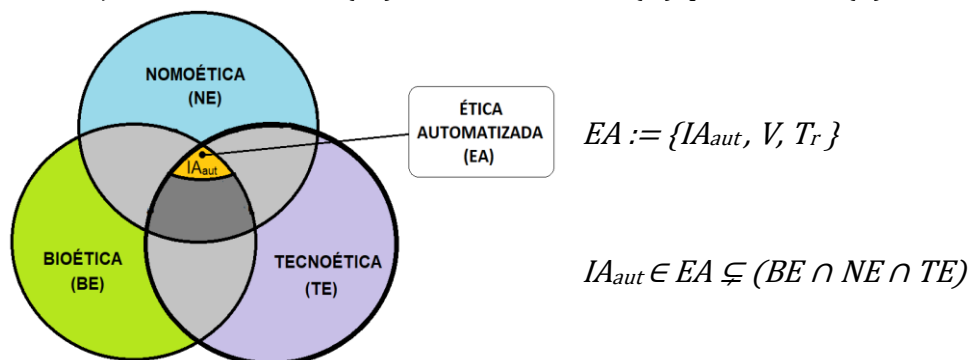 NOMOÉTICA
(NE)
ÉTICA
AUTOMATIZADA
(EA)
EA := {IAaut , V, Tr }
IAaut
BIOÉTICA
(BE)
TECNOÉTICA
(TE)
IAaut ∈ EA ⊊ (BE ∩ NE ∩ TE)